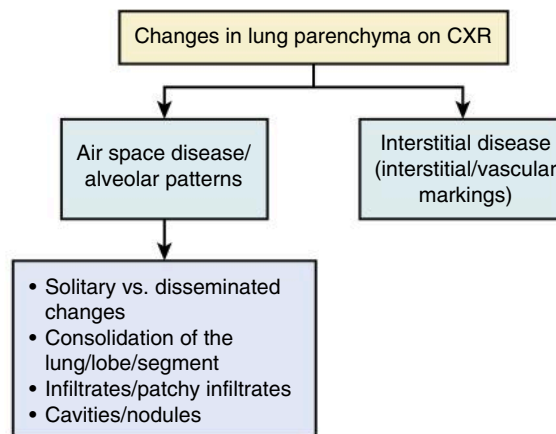 Changes in lung parenchyma on CXR
Air space disease/
alveolar patterns
Interstitial disease
(interstitial/vascular
markings)
• Solitary vs. disseminated
changes
• Consolidation of the
lung/lobe/segment
• Infiltrates/patchy infiltrates
• Cavities/nodules